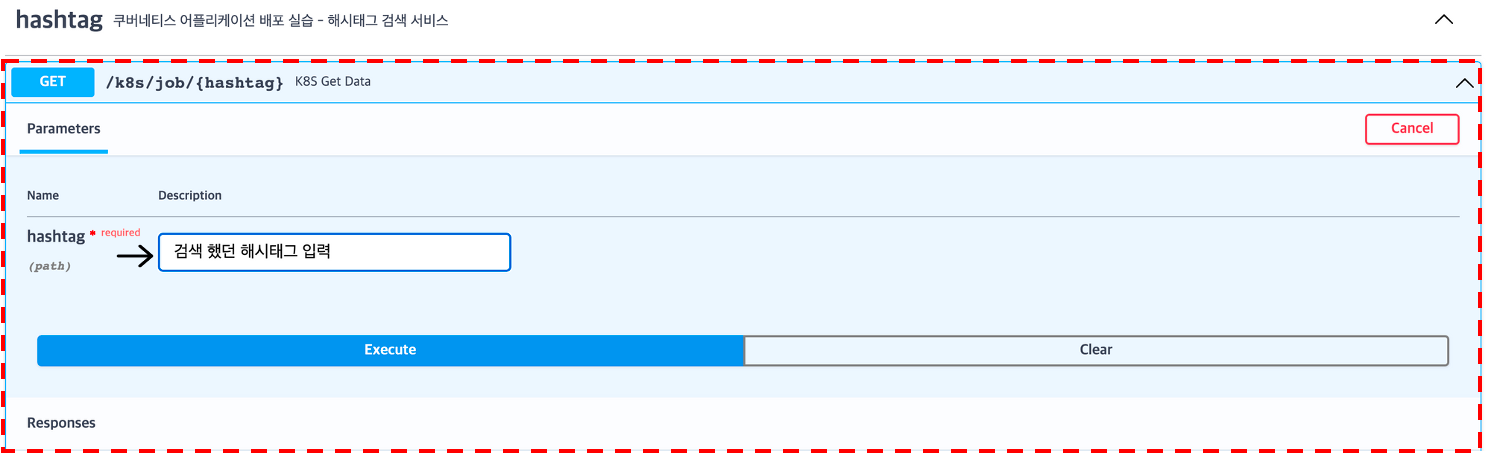 hashtag 쿠버네티스 어플리케이션 배포 실습 - 해시태그 검색 서비스
GET /k8s/job/{hashtag} K8S Get Data
Parameters Cancel
Name Description
hashtag * required
검색 했던 해시태그 입력
(path)
Execute Clear
Responses